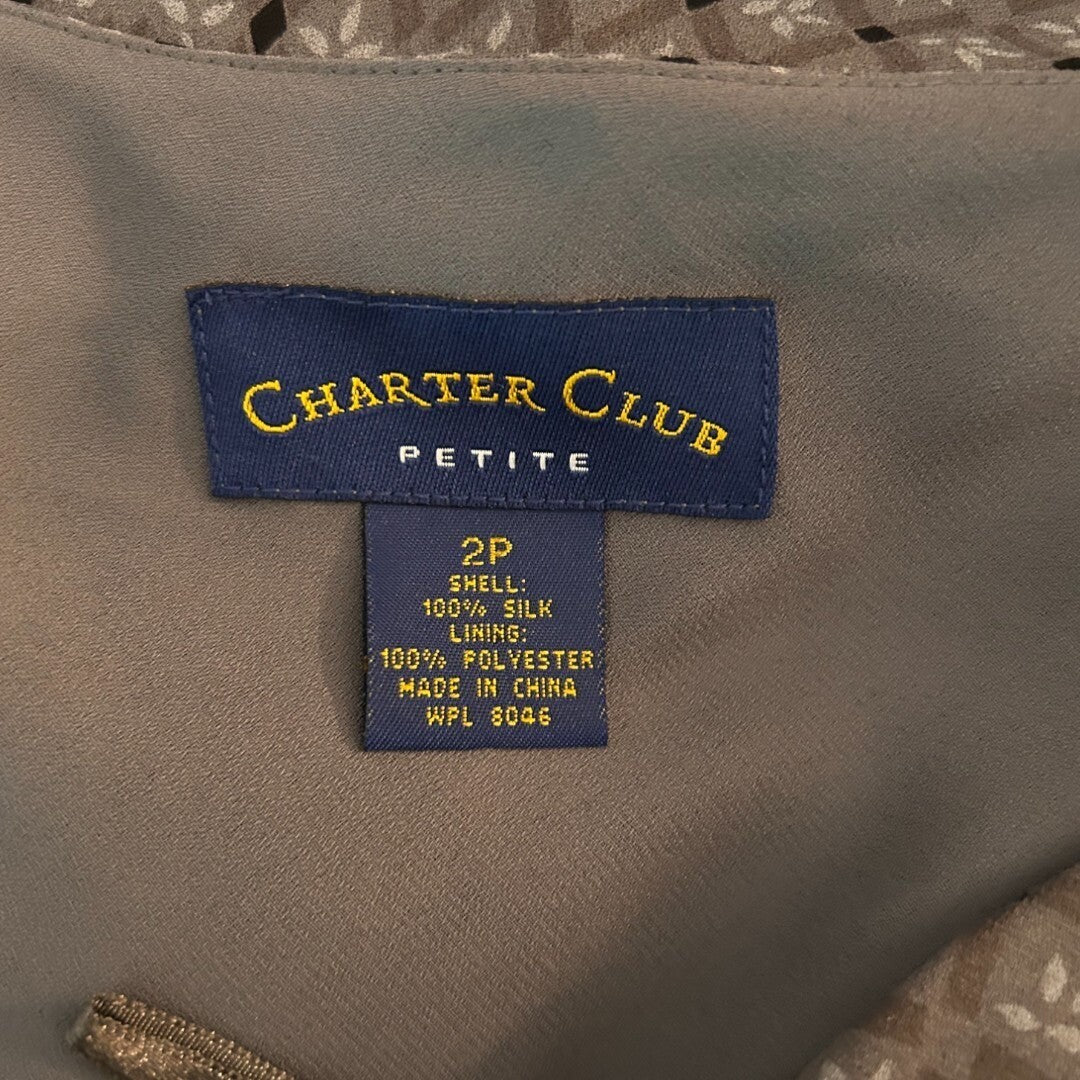 CHARTER CLUB
PETITE
2P
SHELL:
100% SILK
LINING:
100% POLYESTER
MADE IN CHINA
WPL 8046